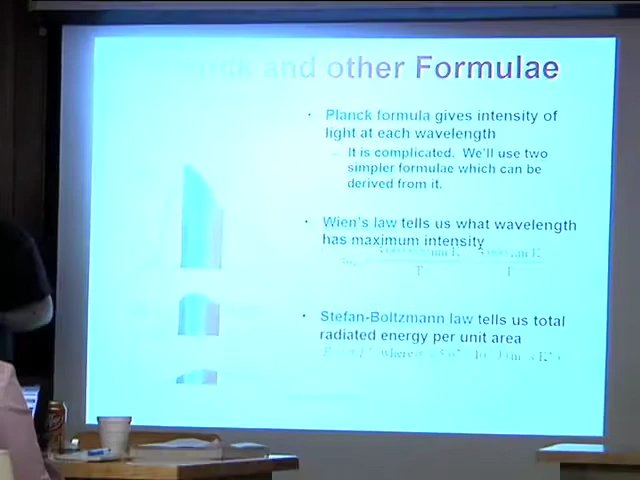 and other Formulae
• Planck formula gives intensity of
light at each wavelength
– It is complicated. We'll use two
simpler formulae which can be
derived from it.
• Wien's law tells us what wavelength
has maximum intensity
• Stefan-Boltzmann law tells us total
radiated energy per unit area
where